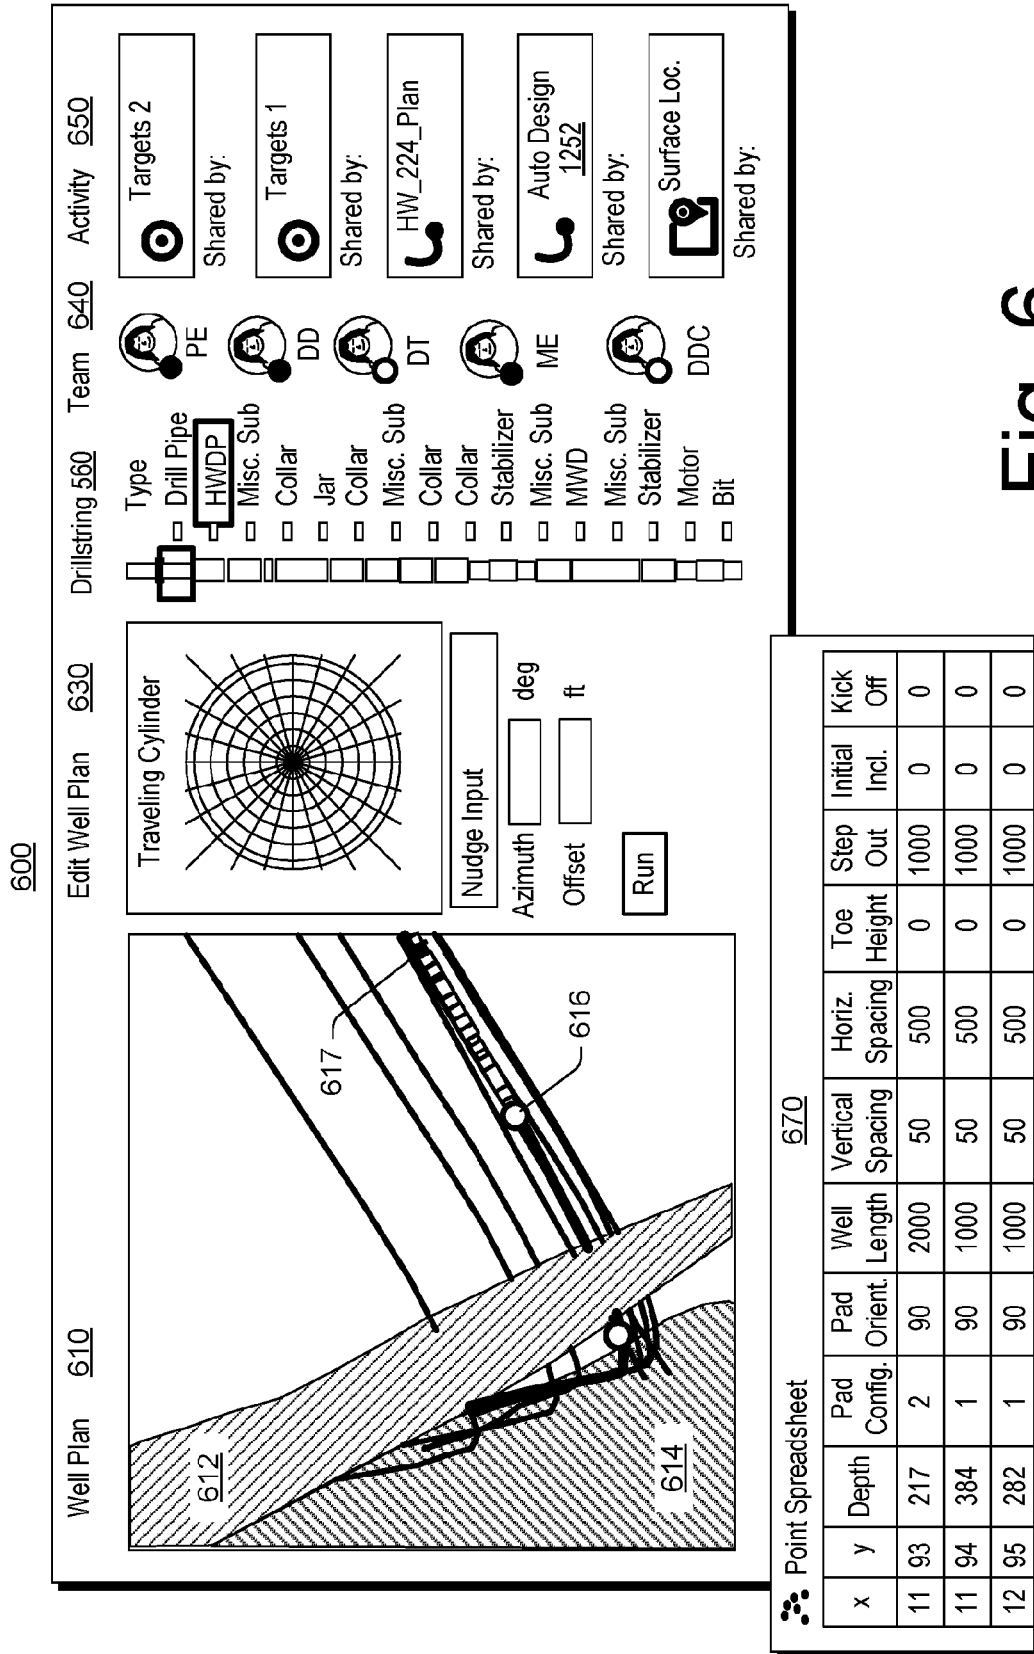 600
Well Plan 610
Edit Well Plan 630
Drillstring 560
Team 640
Activity 650
612
614
617
616
Traveling Cylinder
Nudge Input
Azimuth deg
Offset ft
Run
Type
Drill Pipe
HWDP
Misc. Sub
Collar
Jar
Collar
Misc. Sub
Collar
Collar
Stabilizer
Misc. Sub
MWD
Misc. Sub
Stabilizer
Motor
Bit
PE
DD
DT
ME
DDC
Targets 2
Shared by:
Targets 1
Shared by:
HW_224_Plan
Shared by:
Auto Design
1252
Shared by:
Surface Loc.
Shared by:
Point Spreadsheet 670
x y Depth Pad Config. Pad Orient. Well Length Vertical Spacing Horiz. Spacing Toe Height Step Out Initial Incl. Kick Off
11 93 217 2 90 2000 50 500 0 1000 0 0
11 94 384 1 90 1000 50 500 0 1000 0 0
12 95 282 1 90 1000 50 500 0 1000 0 0
Fig. 6